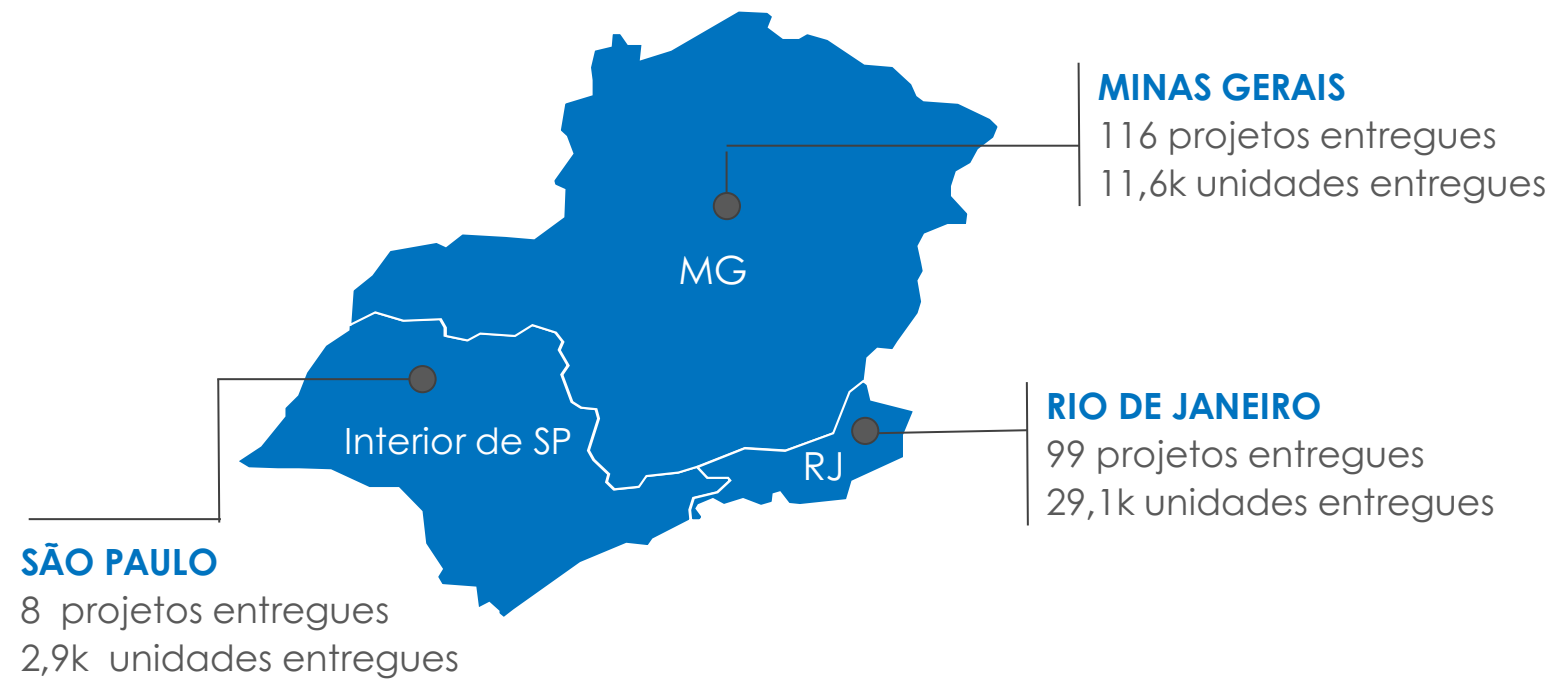 MINAS GERAIS
116 projetos entregues
11,6k unidades entregues
MG
RIO DE JANEIRO
99 projetos entregues
29,1k unidades entregues
Interior de SP
RJ
SÃO PAULO
8 projetos entregues
2,9k unidades entregues